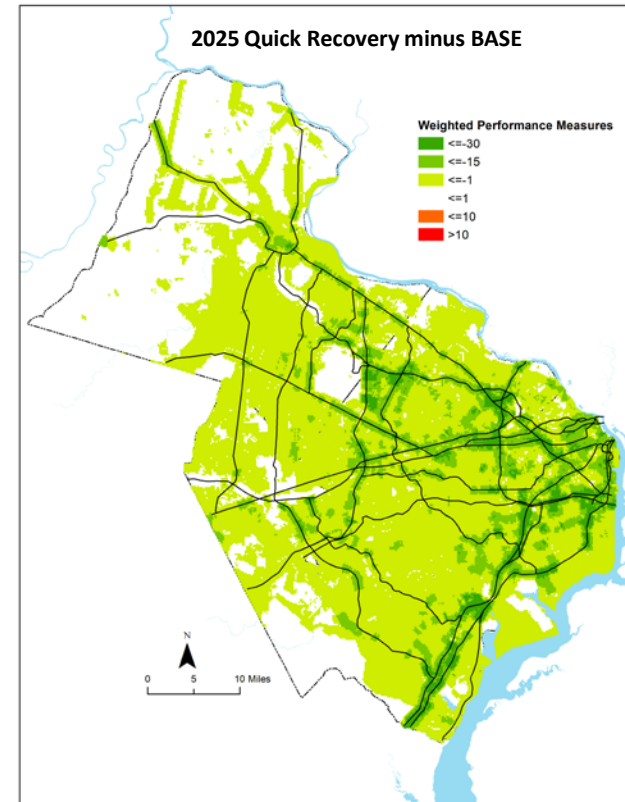 2025 Quick Recovery minus BASE
Weighted Performance Measures
<=-30
<=-15
<=-1
<=1
<=10
>10
N
0 5 10 Miles